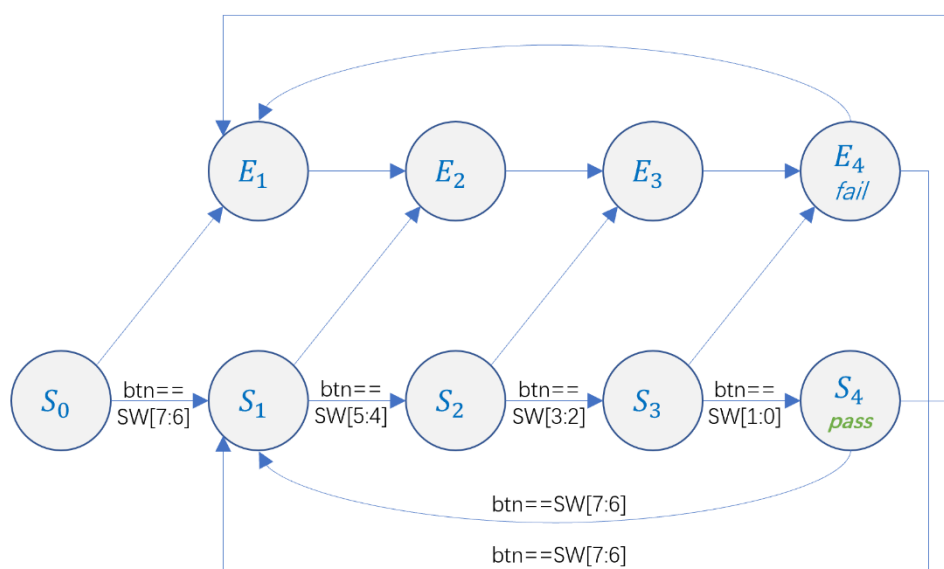 E₁
E₂
E₃
E₄
fail
S₀
btn==
SW[7:6]
S₁
btn==
SW[5:4]
S₂
btn==
SW[3:2]
S₃
btn==
SW[1:0]
S₄
pass
btn==SW[7:6]
btn==SW[7:6]